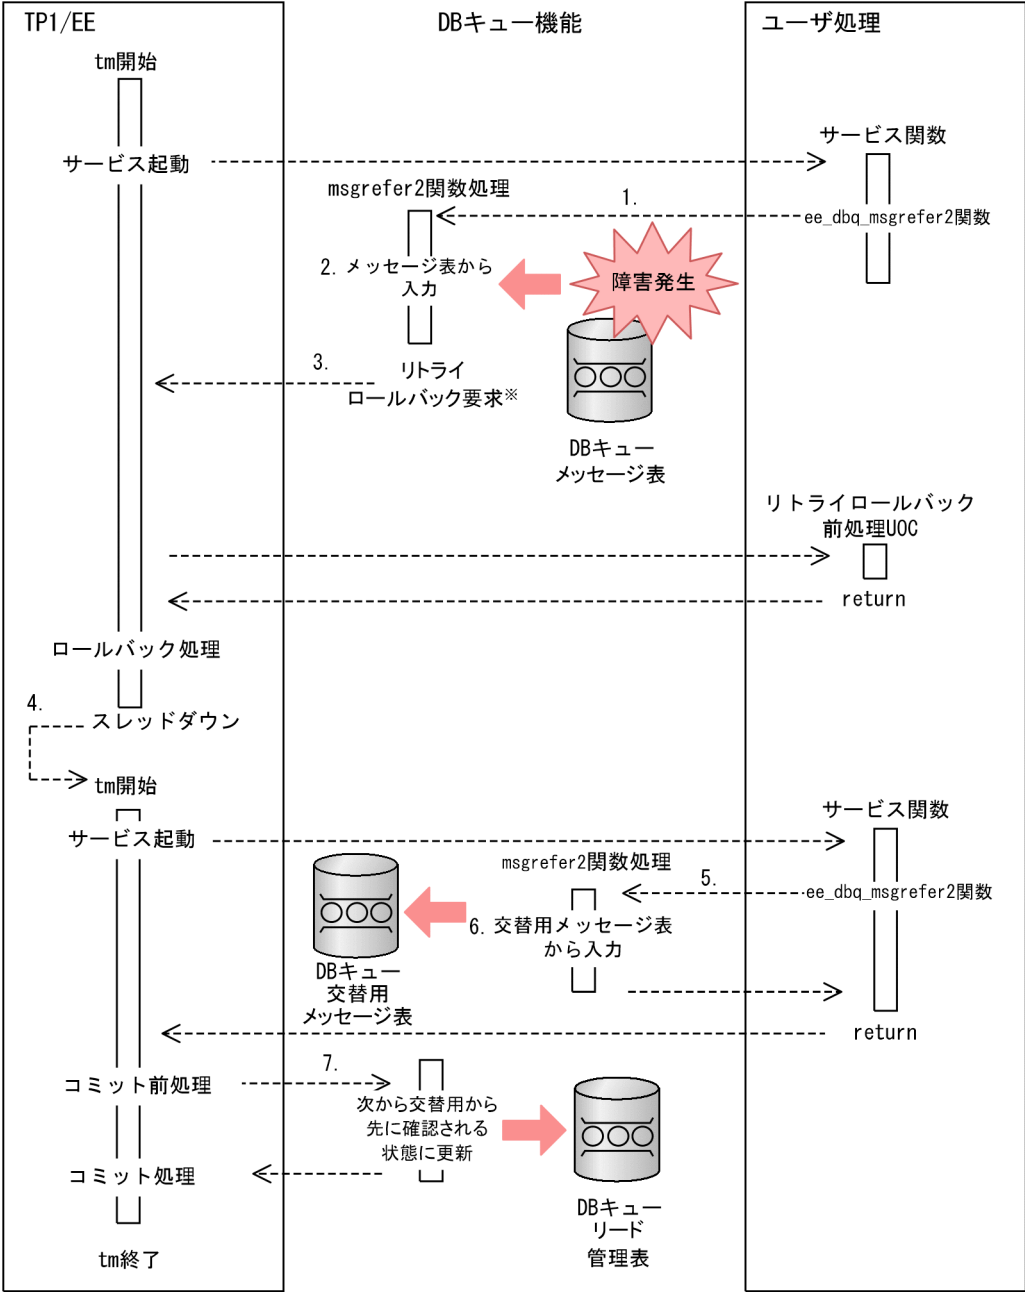 TP1/EE
DBキュー機能
ユーザ処理
tm開始
サービス関数
サービス起動
msgrefer2関数処理
1.
ee_dbq_msgrefer2関数
2. メッセージ表から
入力
障害発生
3.
リトライ
ロールバック要求※
DBキュー
メッセージ表
リトライロールバック
前処理UOC
return
ロールバック処理
4.
スレッドダウン
tm開始
サービス関数
サービス起動
msgrefer2関数処理
5.
ee_dbq_msgrefer2関数
6. 交替用メッセージ表
から入力
DBキュー
交替用
メッセージ表
return
7.
コミット前処理
次から交替用から
先に確認される
状態に更新
コミット処理
DBキュー
リード
管理表
tm終了